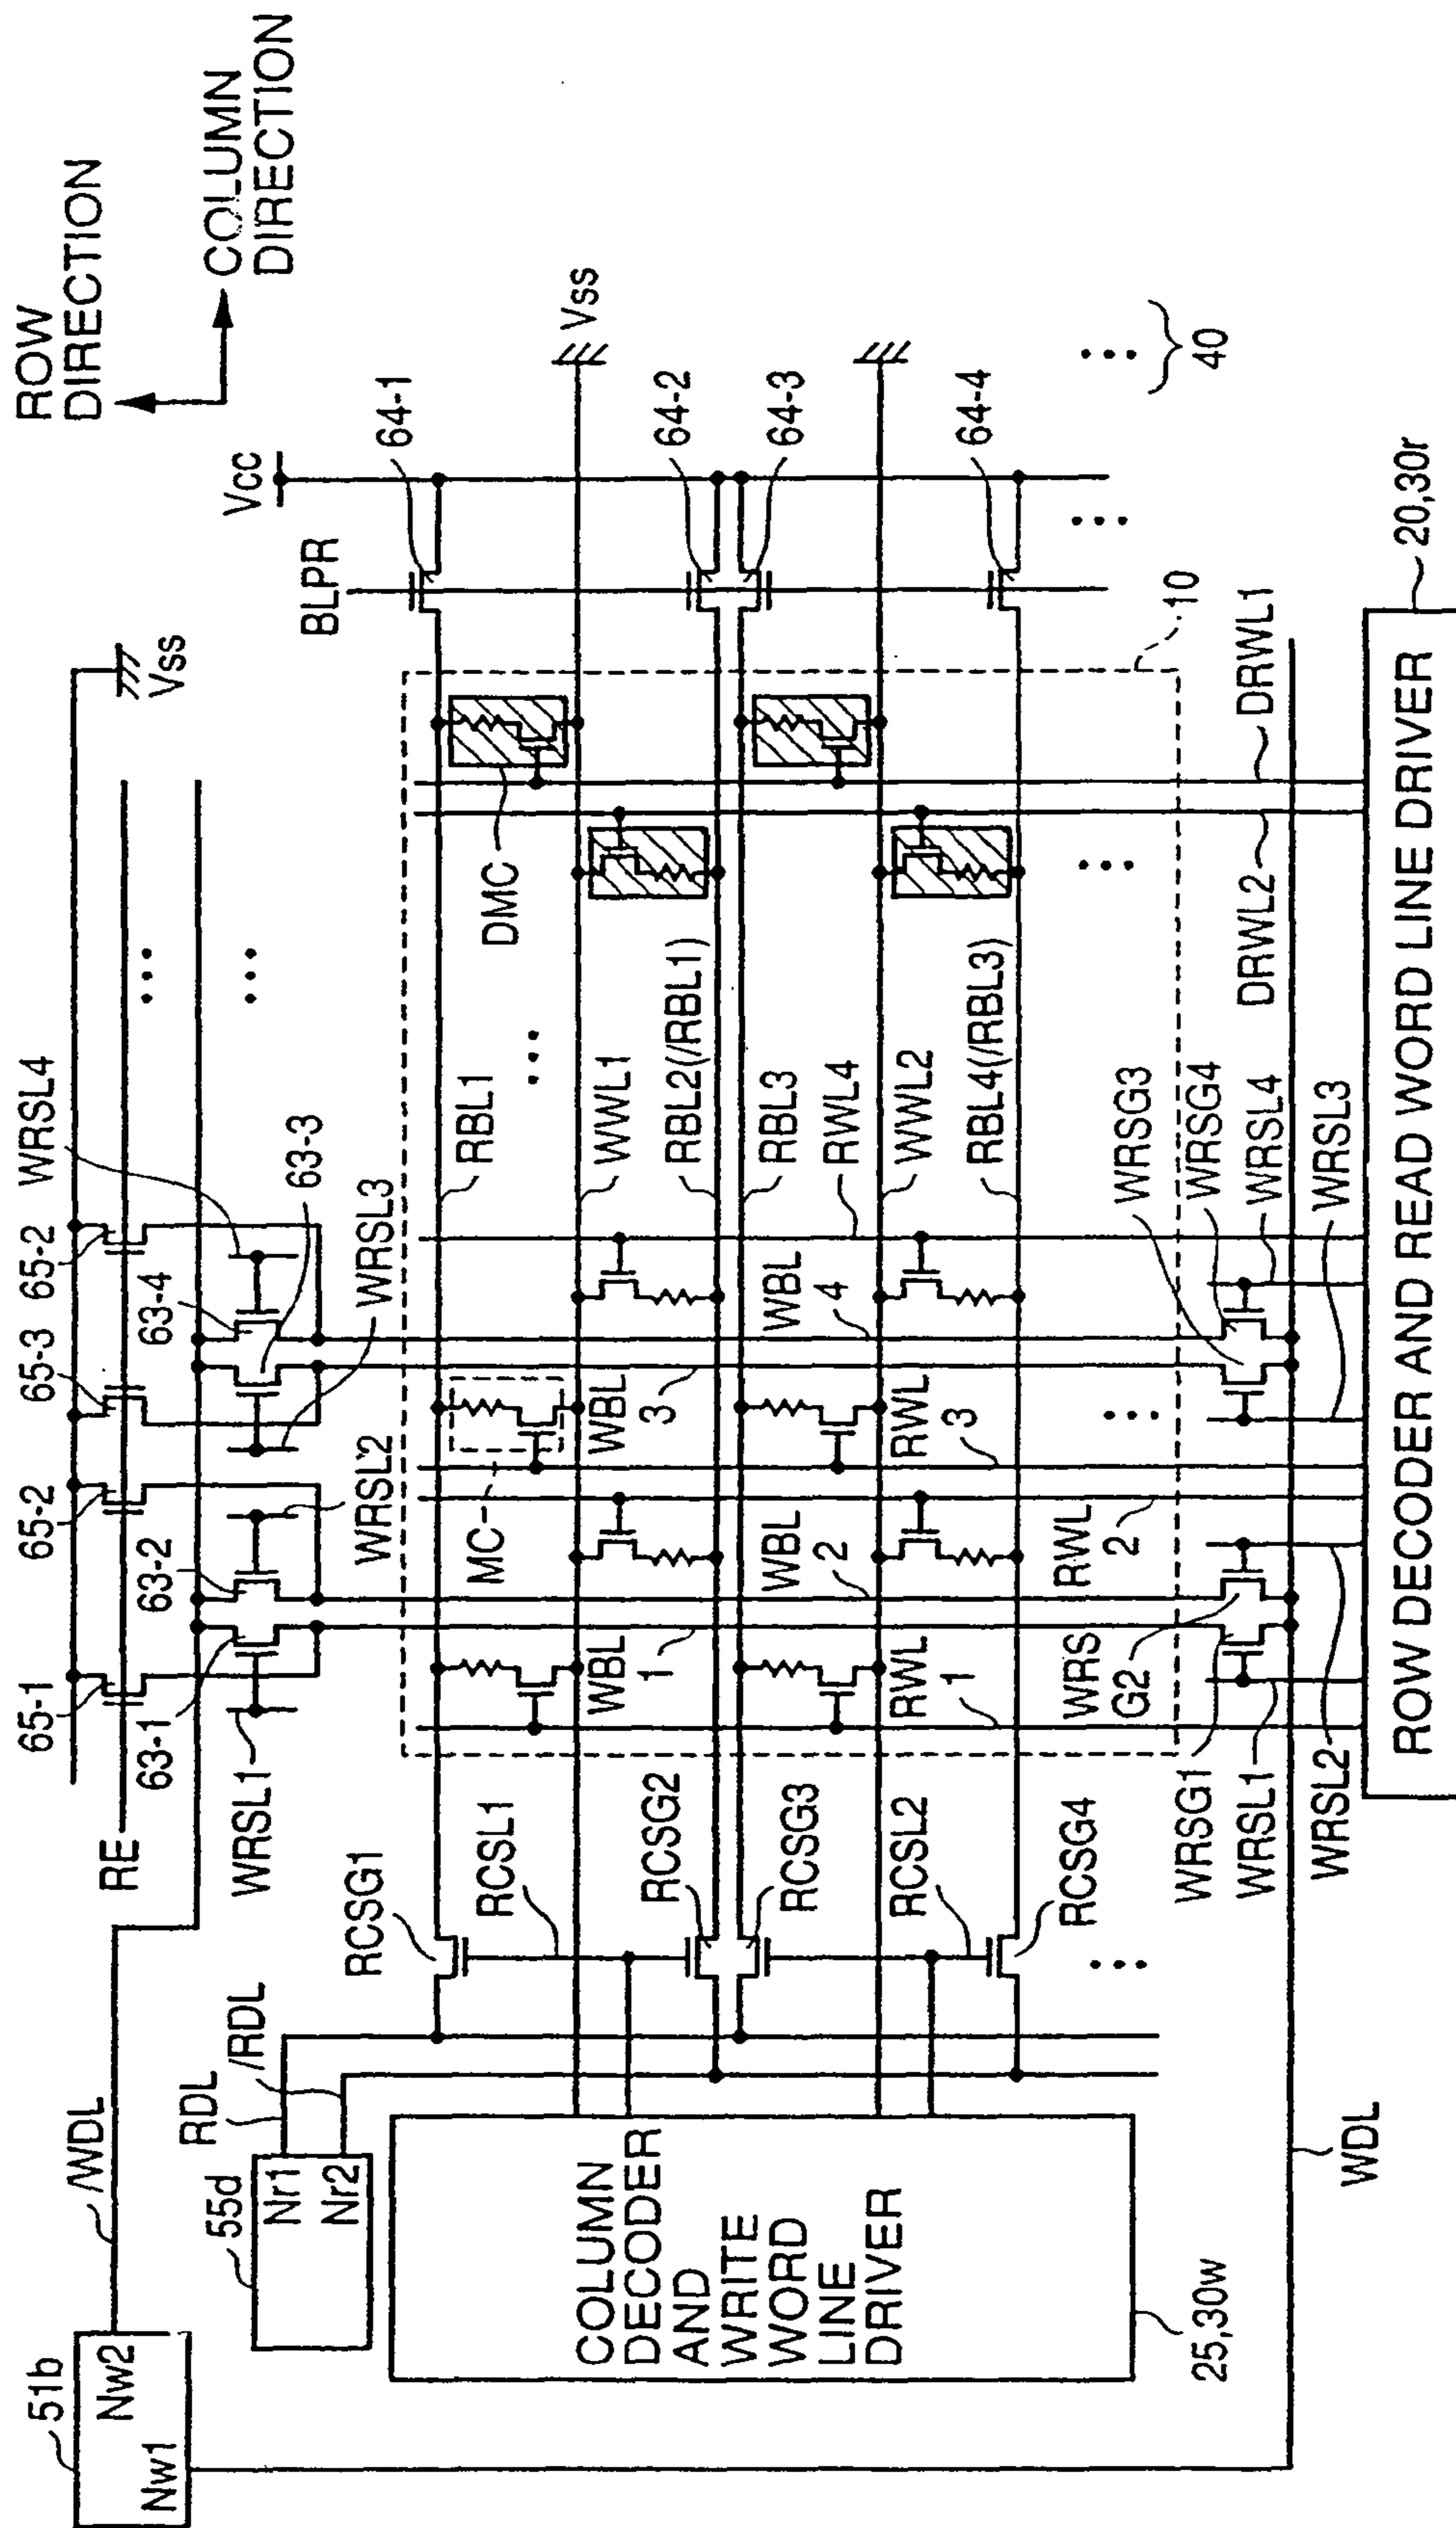 ROW
DIRECTION
COLUMN
DIRECTION
51b
Nw2
Nw1
/WDL
55d
Nr1
Nr2
RDL
/RDL
COLUMN
DECODER
AND
WRITE
WORD
LINE
DRIVER
25,30w
WDL
RE
65-1
65-2
65-3
65-2
WRSL4
Vss
63-1
63-2
63-4
63-3
WRSL1
WRSL2
WRSL3
Vcc
BLPR
64-1
Vss
64-2
64-3
64-4
40
10
RCSG1
RCSL1
RCSG2
RCSG3
RCSL2
RCSG4
MC
DMC
RBL1
WWL1
RBL2(/RBL1)
RBL3
RWL4
WWL2
RBL4(/RBL3)
WBL
1
WBL
2
WBL
3
WBL
4
RWL
1
RWL
2
RWL
3
WRS
G2
WRSG1
WRSL1
WRSL2
WRSG3
WRSG4
WRSL4
WRSL3
DRWL2
DRWL1
20,30r
ROW DECODER AND READ WORD LINE DRIVER